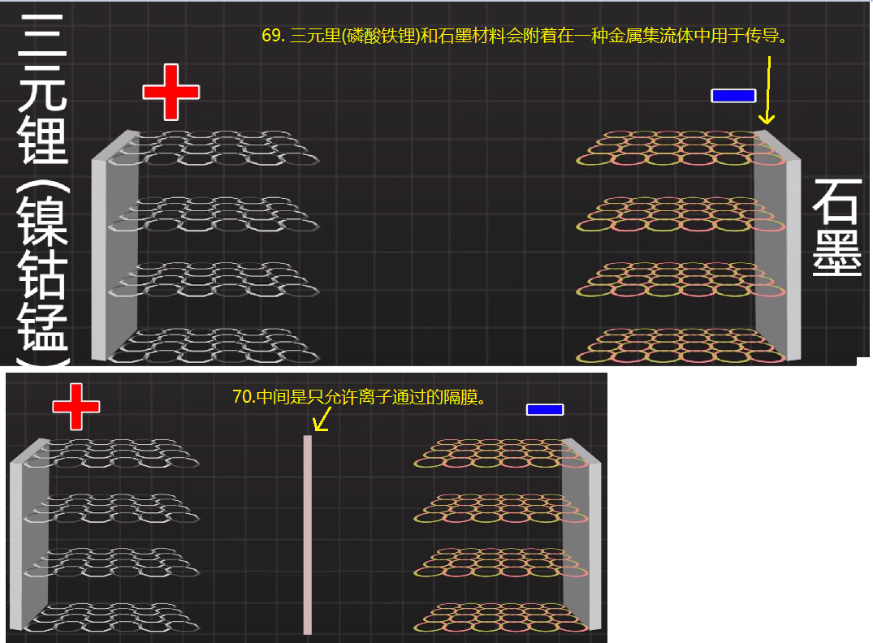 三元锂(镍钴锰)
69. 三元里(磷酸铁锂)和石墨材料会附着在一种金属集流体中用于传导。
石墨
70.中间是只允许离子通过的隔膜。